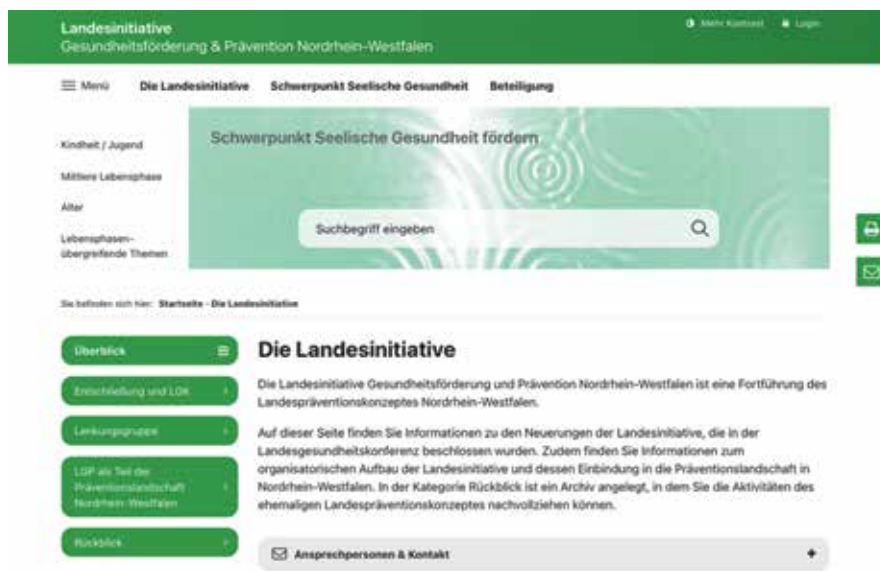 Landesinitiative
Gesundheitsförderung & Prävention Nordrhein-Westfalen
Mehr Kontrast Login
Menü Die Landesinitiative Schwerpunkt Seelische Gesundheit Beteiligung
Schwerpunkt Seelische Gesundheit fördern
Kindheit / Jugend
Mittlere Lebensphase
Alter
Lebensphasen-
übergreifende Themen
Suchbegriff eingeben
Sie befinden sich hier: Startseite - Die Landesinitiative
Überblick
Entschließung und LGK
Lenkungsgruppe
LGP als Teil der
Präventionslandschaft
Nordrhein-Westfalen
Rückblick
Die Landesinitiative
Die Landesinitiative Gesundheitsförderung und Prävention Nordrhein-Westfalen ist eine Fortführung des
Landespräventionskonzeptes Nordrhein-Westfalen.
Auf dieser Seite finden Sie Informationen zu den Neuerungen der Landesinitiative, die in der
Landesgesundheitskonferenz beschlossen wurden. Zudem finden Sie Informationen zum
organisatorischen Aufbau der Landesinitiative und dessen Einbindung in die Präventionslandschaft in
Nordrhein-Westfalen. In der Kategorie Rückblick ist ein Archiv angelegt, in dem Sie die Aktivitäten des
ehemaligen Landespräventionskonzeptes nachvollziehen können.
Ansprechpersonen & Kontakt +